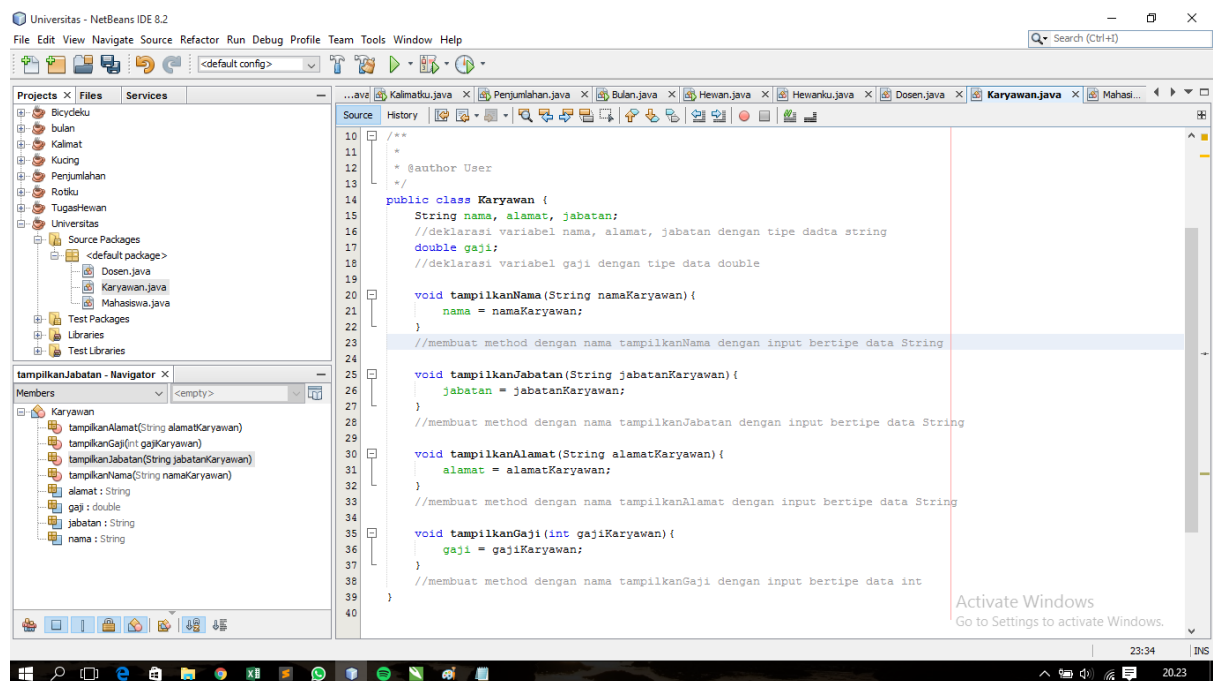 Universitas - NetBeans IDE 8.2
File Edit View Navigate Source Refactor Run Debug Profile Team Tools Window Help
Search (Ctrl+I)
<default config>
Projects Files Services
...ava Kalimatku.java Penjumlahan.java Bulan.java Hewan.java Hewanku.java Dosen.java Karyawan.java Mahasi...
Source History
Bicydeku
bulan
Kalimat
Kucing
Penjumlahan
Rotiku
TugasHewan
Universitas
Source Packages
<default package>
Dosen.java
Karyawan.java
Mahasiswa.java
Test Packages
Libraries
Test Libraries
tampilkanJabatan - Navigator
Members <empty>
Karyawan
tampilkanAlamat(String alamatKaryawan)
tampilkanGaji(int gajiKaryawan)
tampilkanJabatan(String jabatanKaryawan)
tampilkanNama(String namaKaryawan)
alamat : String
gaji : double
jabatan : String
nama : String
10 /**
11 *
12 * @author User
13 */
14 public class Karyawan {
15 String nama, alamat, jabatan;
16 //deklarasi variabel nama, alamat, jabatan dengan tipe dadta string
17 double gaji;
18 //deklarasi variabel gaji dengan tipe data double
19
20 void tampilkanNama(String namaKaryawan){
21 nama = namaKaryawan;
22 }
23 //membuat method dengan nama tampilkanNama dengan input bertipe data String
24
25 void tampilkanJabatan(String jabatanKaryawan){
26 jabatan = jabatanKaryawan;
27 }
28 //membuat method dengan nama tampilkanJabatan dengan input bertipe data String
29
30 void tampilkanAlamat(String alamatKaryawan){
31 alamat = alamatKaryawan;
32 }
33 //membuat method dengan nama tampilkanAlamat dengan input bertipe data String
34
35 void tampilkanGaji(int gajiKaryawan){
36 gaji = gajiKaryawan;
37 }
38 //membuat method dengan nama tampilkanGaji dengan input bertipe data int
39 }
40
Activate Windows
Go to Settings to activate Windows.
23:34 INS
20.23